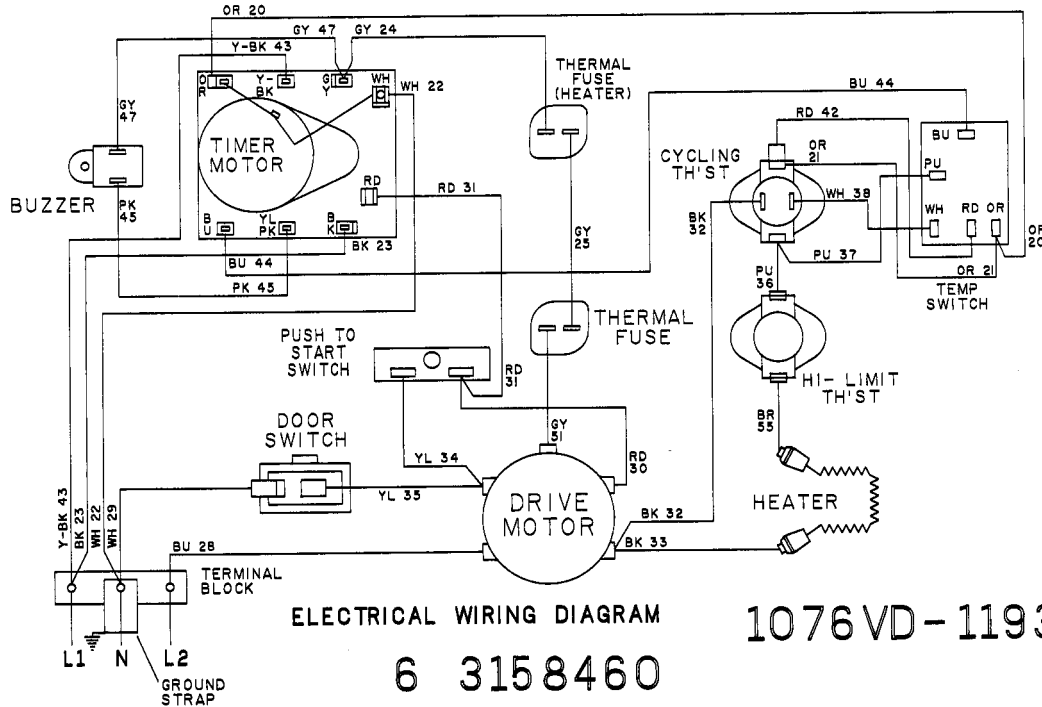 OR 20
GY 47
GY 24
Y-BK 43
THERMAL
FUSE
(HEATER)
O
R
Y-
BK
G
Y
WH
WH 22
BU 44
RD 42
BU
GY
47
TIMER
MOTOR
CYCLING
TH'ST
OR
21
PU
RD
RD 31
WH 38
BUZZER
PK
45
BK
32
WH
RD
OR
B
U
YL
PK
B
K
BK 23
GY
25
OR
20
BU 44
PU 37
PK 45
PU
36
OR 21
TEMP
SWITCH
PUSH TO
START
SWITCH
THERMAL
FUSE
RD
31
HI-LIMIT
TH'ST
DOOR
SWITCH
GY
51
BR
55
YL 34
RD
30
YL 35
DRIVE
MOTOR
HEATER
Y-BK 43
BK 23
WH 22
WH 29
BK 32
BK 33
BU 28
TERMINAL
BLOCK
L1
N
L2
GROUND
STRAP
ELECTRICAL WIRING DIAGRAM
6 3158460
1076VD-1193